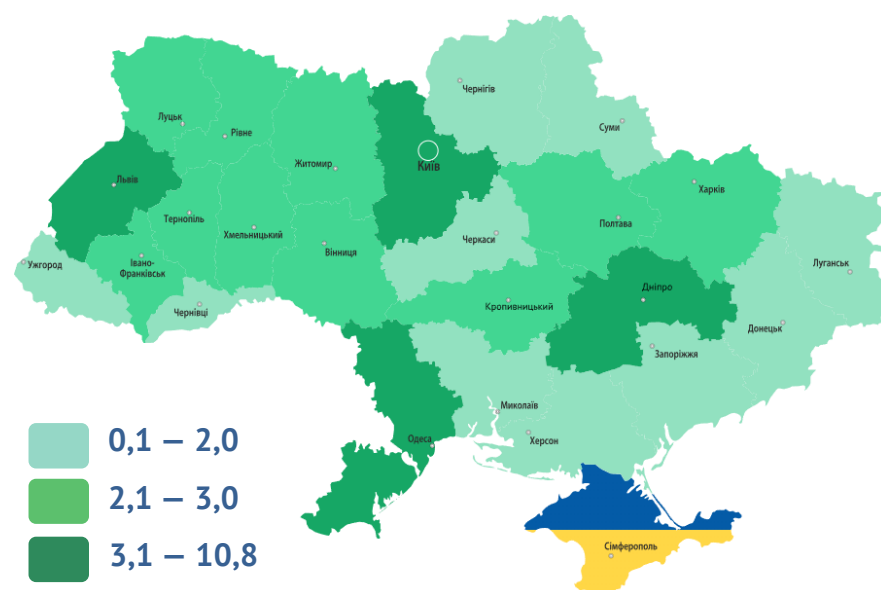 Чернігів
Луцьк
Суми
Рівне
Житомир
Київ
Львів
Харків
Тернопіль
Полтава
Хмельницький
Черкаси
Вінниця
Івано-
Франківськ
Ужгород
Луганськ
Дніпро
Чернівці
Кропивницький
Донецьк
Запоріжжя
Миколаїв
Херсон
Одеса
0,1 — 2,0
2,1 — 3,0
3,1 — 10,8
Сімферополь